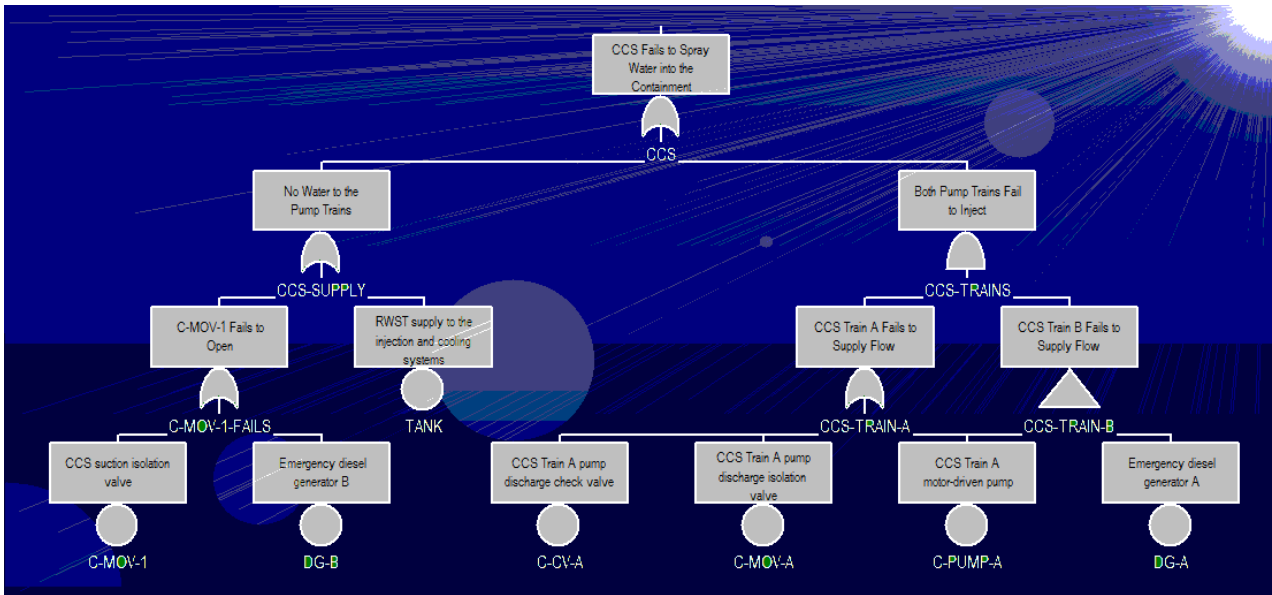 CCS Fails to Spray
Water into the
Containment
CCS
No Water to the
Pump Trains
Both Pump Trains Fail
to Inject
CCS-SUPPLY
CCS-TRAINS
C-MOV-1 Fails to
Open
RWST supply to the
injection and cooling
systems
CCS Train A Fails to
Supply Flow
CCS Train B Fails to
Supply Flow
C-MOV-1-FAILS
TANK
CCS-TRAIN-A
CCS-TRAIN-B
CCS suction isolation
valve
Emergency diesel
generator B
CCS Train A pump
discharge check valve
CCS Train A pump
discharge isolation
valve
CCS Train A
motor-driven pump
Emergency diesel
generator A
C-MOV-1
DG-B
C-CV-A
C-MOV-A
C-PUMP-A
DG-A